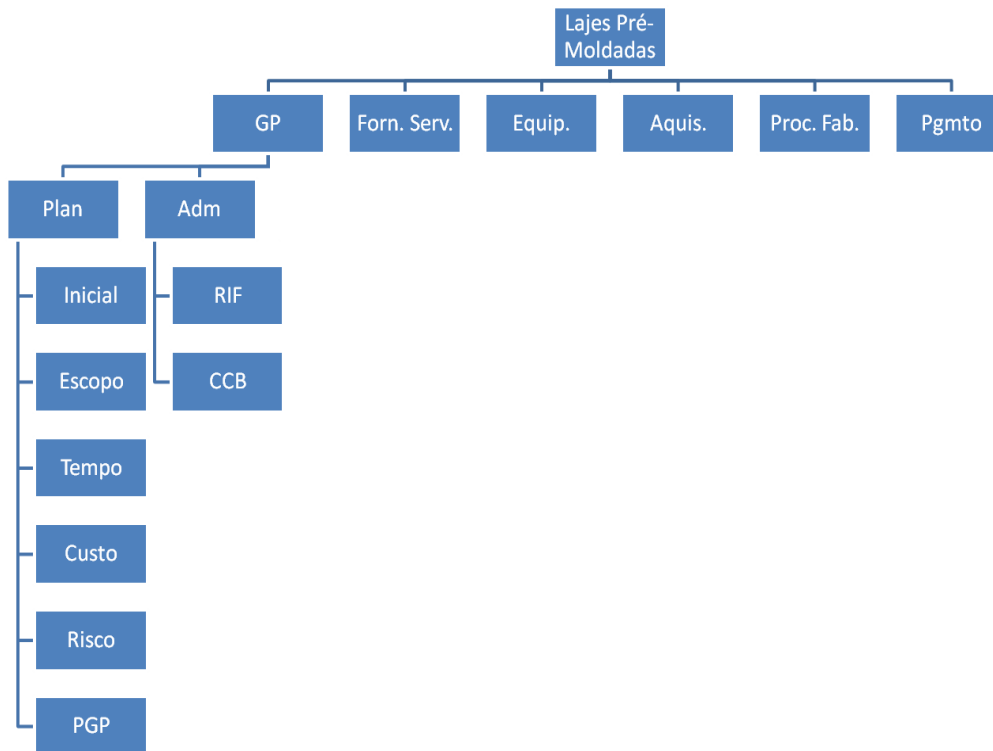 Lajes Pré-
Moldadas
GP
Forn. Serv.
Equip.
Aquis.
Proc. Fab.
Pgmto
Plan
Adm
Inicial
RIF
Escopo
CCB
Tempo
Custo
Risco
PGP